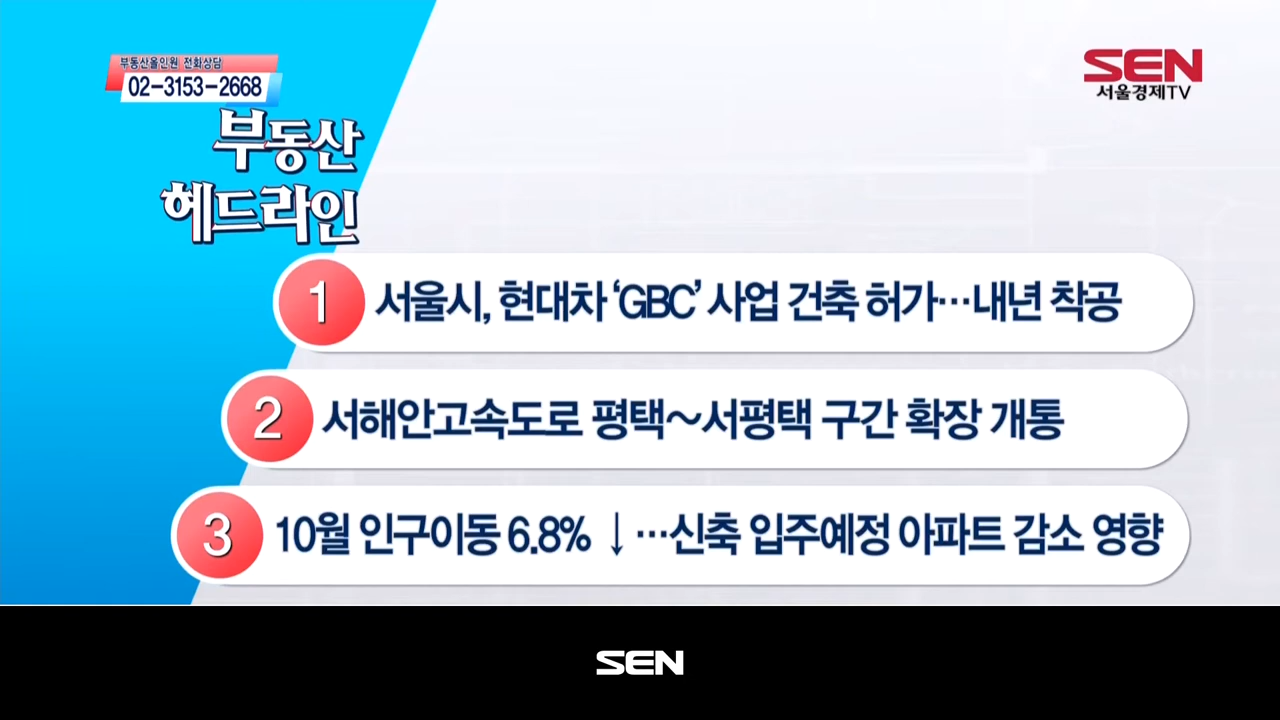 부동산올인원 전화상담
02-3153-2668
SEN
서울경제TV
부동산
헤드라인
1 서울시, 현대차 ‘GBC’ 사업 건축 허가…내년 착공
2 서해안고속도로 평택~서평택 구간 확장 개통
3 10월 인구이동 6.8% ↓…신축 입주예정 아파트 감소 영향
SEN